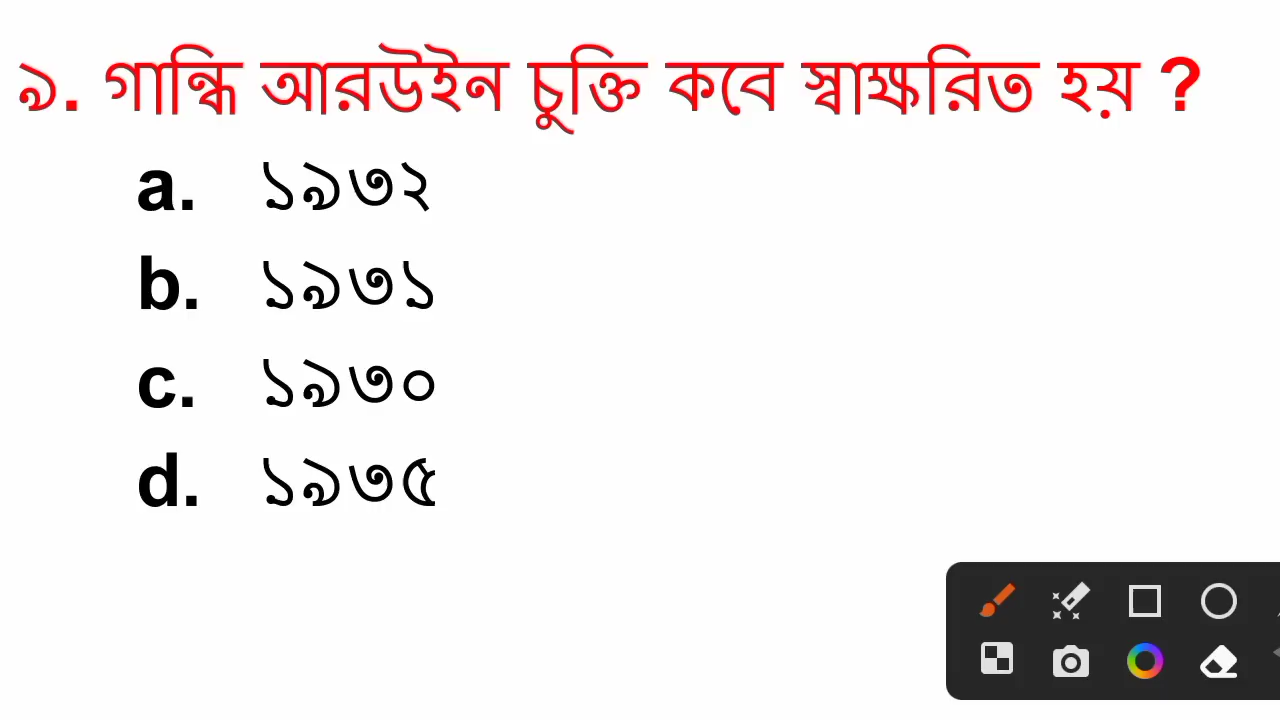 ৯. গান্ধি আরউইন চুক্তি কবে স্বাক্ষরিত হয় ?
a. ১৯৩২
b. ১৯৩১
c. ১৯৩০
d. ১৯৩৫